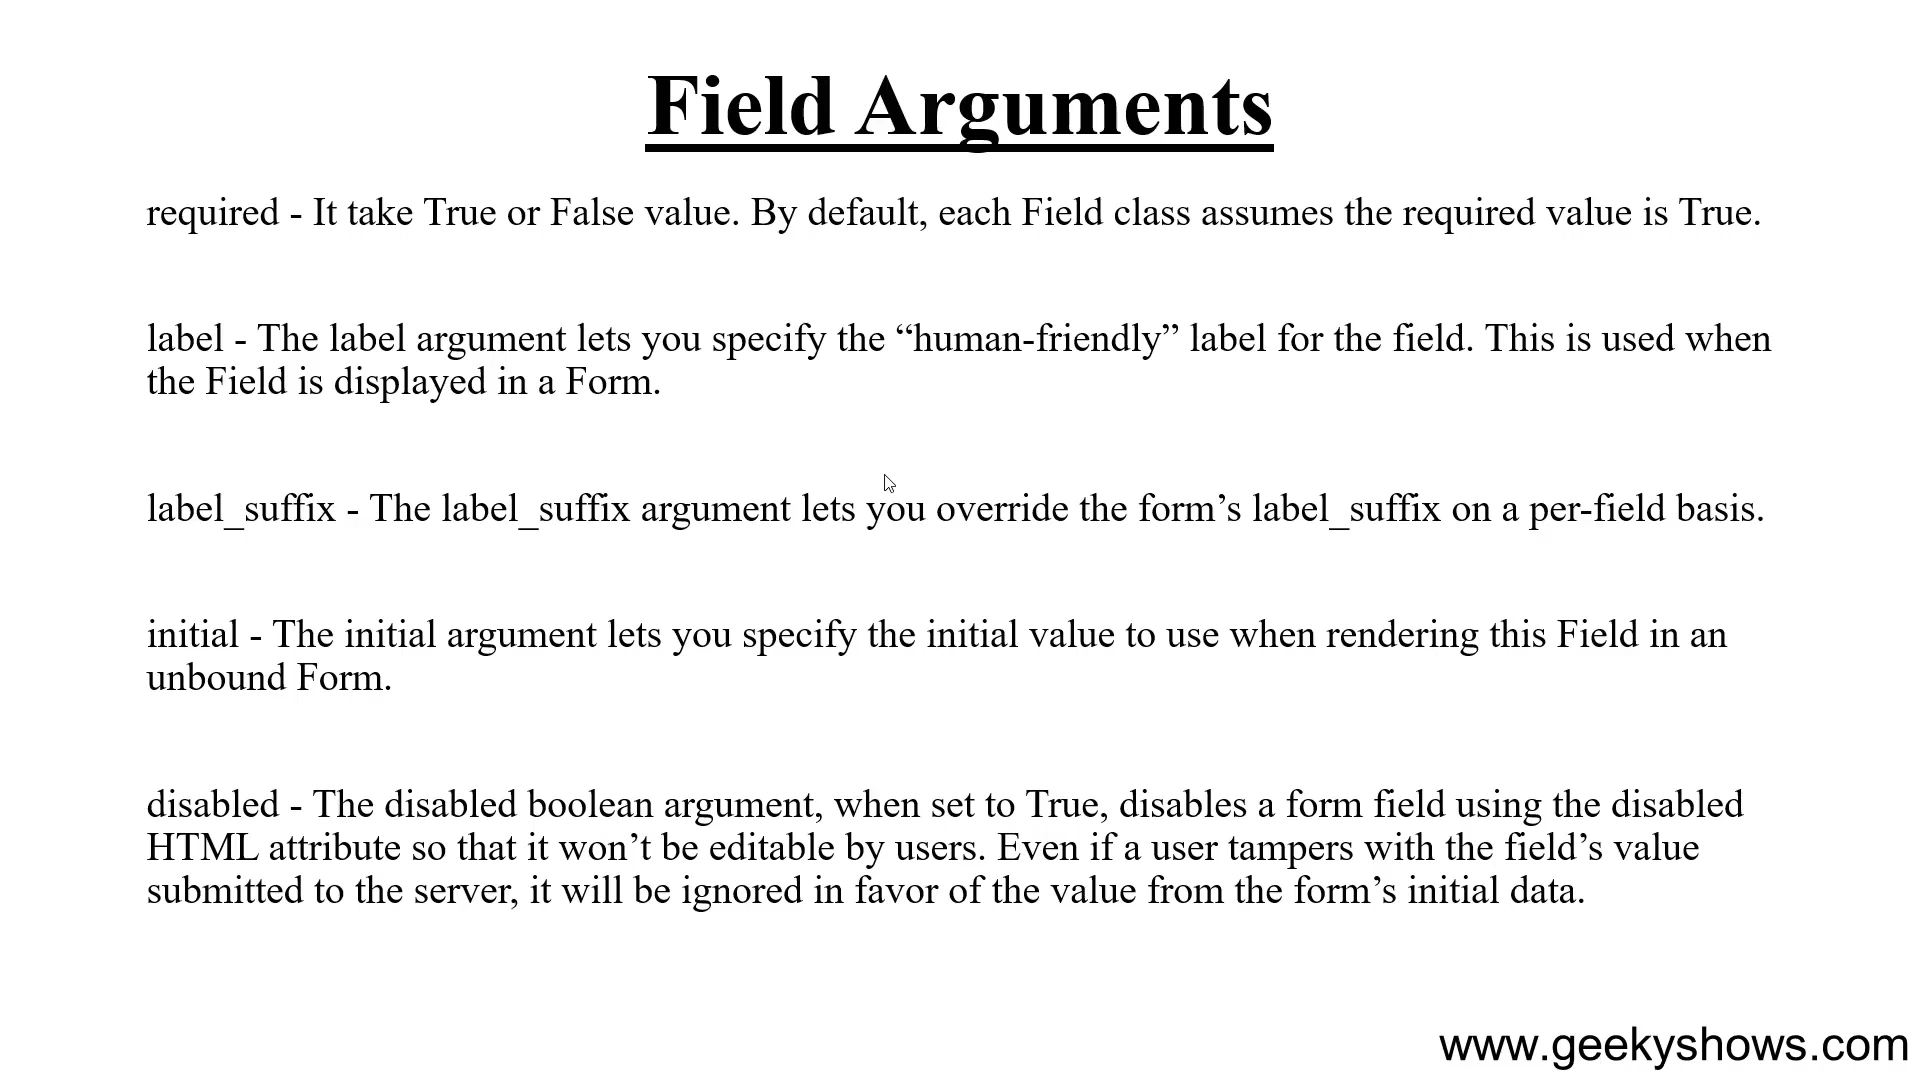 Field Arguments
required - It take True or False value. By default, each Field class assumes the required value is True.
label - The label argument lets you specify the “human-friendly” label for the field. This is used when
the Field is displayed in a Form.
label_suffix - The label_suffix argument lets you override the form’s label_suffix on a per-field basis.
initial - The initial argument lets you specify the initial value to use when rendering this Field in an
unbound Form.
disabled - The disabled boolean argument, when set to True, disables a form field using the disabled
HTML attribute so that it won’t be editable by users. Even if a user tampers with the field’s value
submitted to the server, it will be ignored in favor of the value from the form’s initial data.
www.geekyshows.com